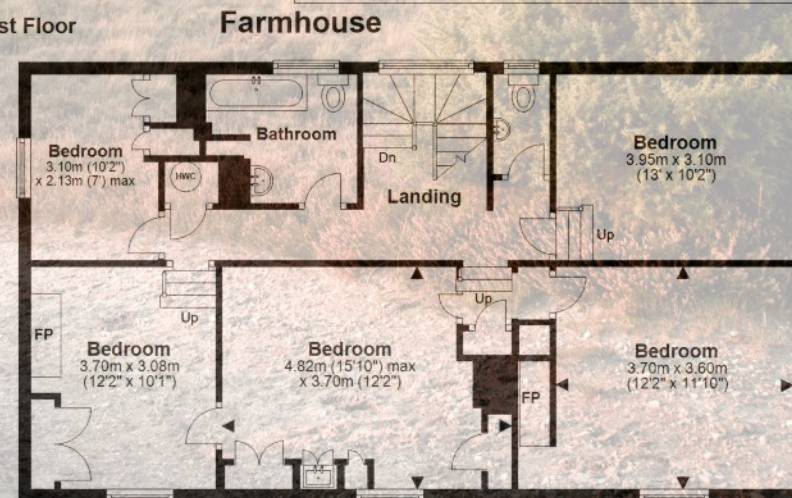 st Floor
Farmhouse
Bathroom
Bedroom
3.10m (10'2")
x 2.13m (7') max
HWC
Dn
Landing
Bedroom
3.95m x 3.10m
(13' x 10'2")
Up
Up
Up
FP
Bedroom
3.70m x 3.08m
(12'2" x 10'1")
Bedroom
4.82m (15'10") max
x 3.70m (12'2")
FP
Bedroom
3.70m x 3.60m
(12'2" x 11'10")